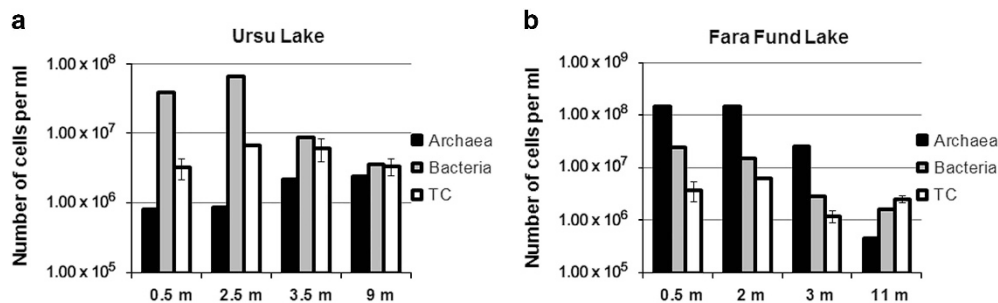 a
Ursu Lake
Number of cells per ml
1.00 x 10⁸
1.00 x 10⁷
1.00 x 10⁶
1.00 x 10⁵
0.5 m 2.5 m 3.5 m 9 m
Archaea
Bacteria
TC
b
Fara Fund Lake
Number of cells per ml
1.00 x 10⁹
1.00 x 10⁸
1.00 x 10⁷
1.00 x 10⁶
1.00 x 10⁵
0.5 m 2 m 3 m 11 m
Archaea
Bacteria
TC